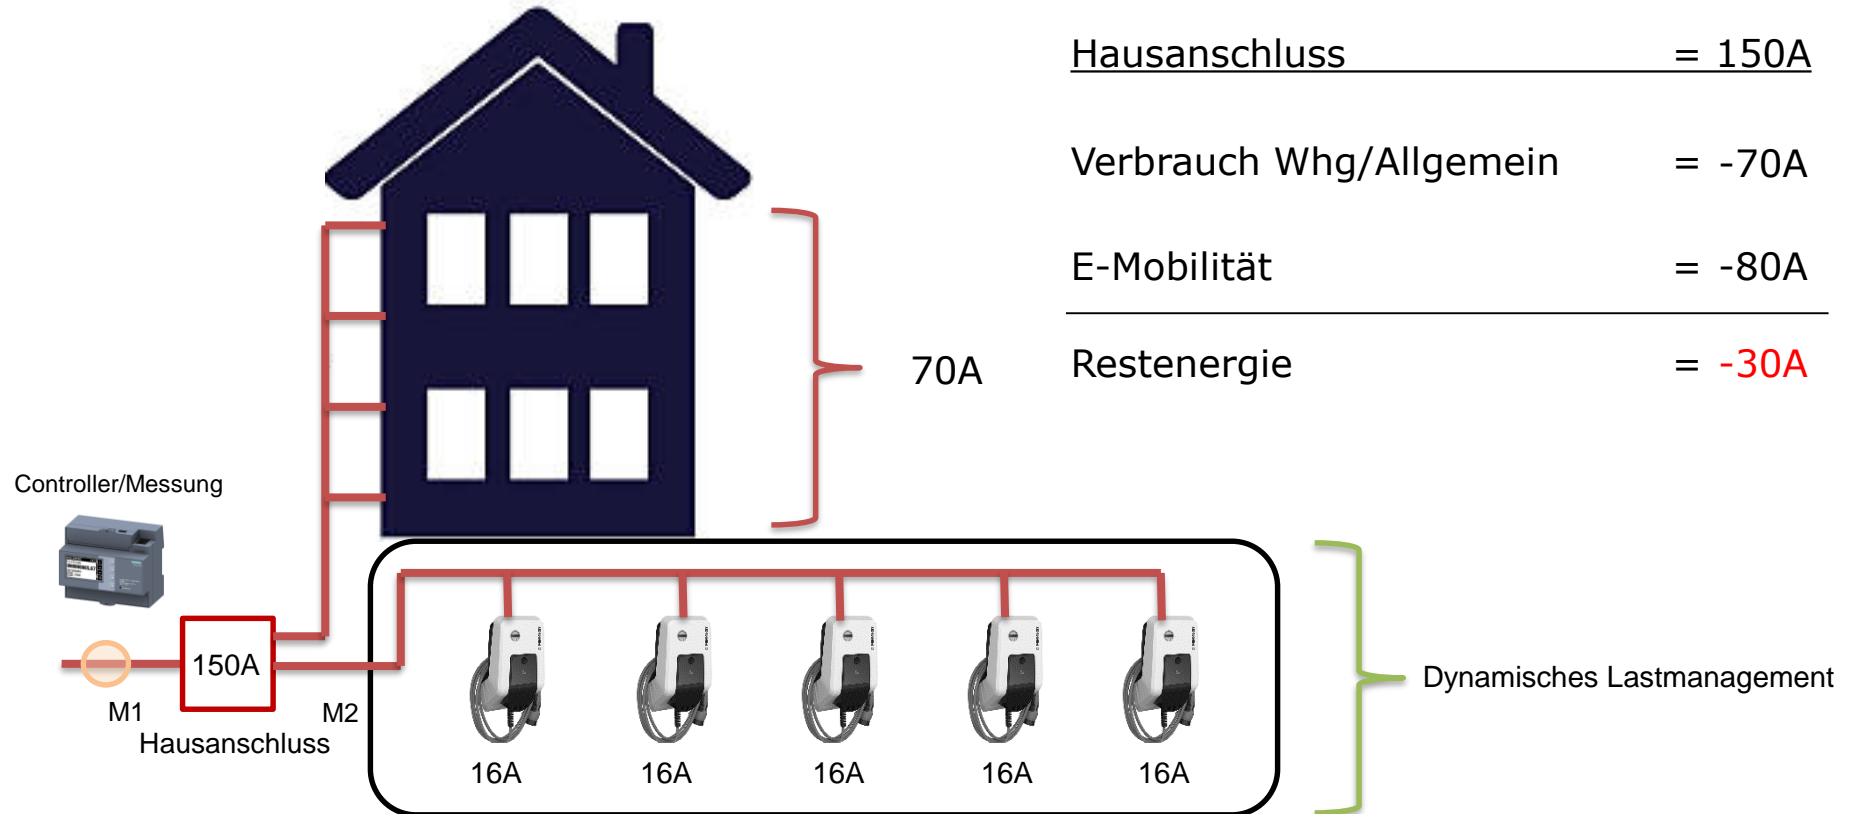 Hausanschluss = 150A
Verbrauch Whg/Allgemein = -70A
E-Mobilität = -80A
70A
Restenergie = -30A
Controller/Messung
150A
M1
M2
Hausanschluss
Dynamisches Lastmanagement
16A 16A 16A 16A 16A